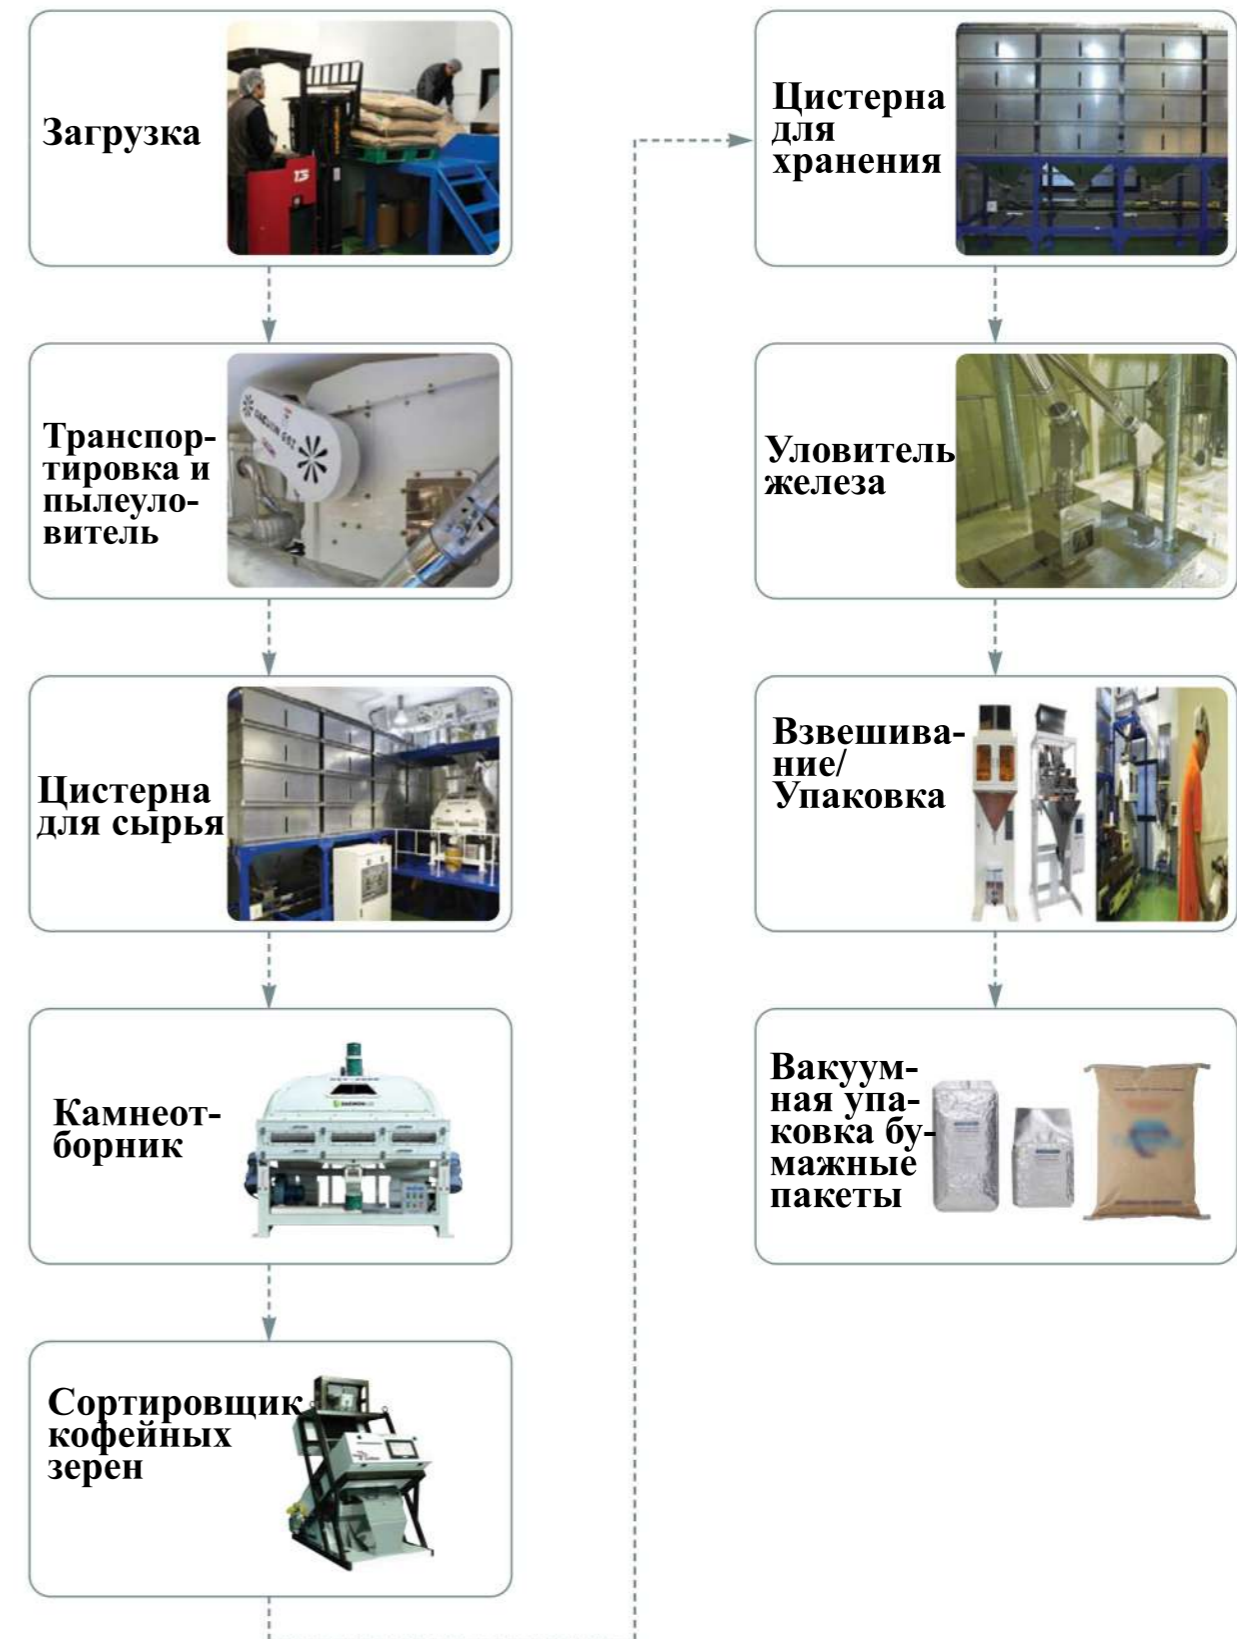 Загрузка
Транспор-
тировка и
пылеуло-
витель
Цистерна
для сырья
Камнеот-
борник
Сортировщик
кофейных
зерен
Цистерна
для
хранения
Уловитель
железа
Взвешива-
ние/
Упаковка
Вакуум-
ная упа-
ковка бу-
мажные
пакеты